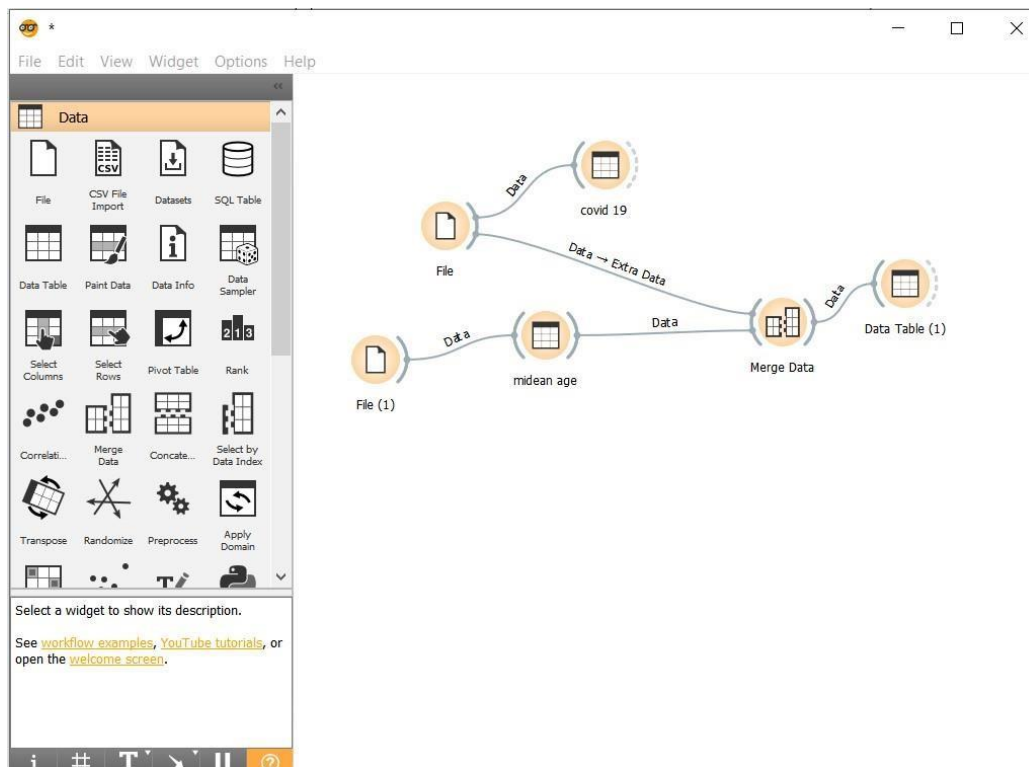 *
File Edit View Widget Options Help
«
Data
File
CSV File
Import
Datasets
SQL Table
Data Table
Paint Data
Data Info
Data
Sampler
Select
Columns
Select
Rows
Pivot Table
Rank
Correlati...
Merge
Data
Concate...
Select by
Data Index
Transpose
Randomize
Preprocess
Apply
Domain
Select a widget to show its description.
See workflow examples, YouTube tutorials, or
open the welcome screen.
Data
covid 19
File
Data → Extra Data
Data
File (1)
midean age
Data
Merge Data
Data
Data Table (1)